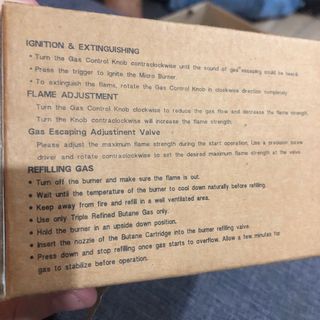 IGNITION & EXTINGUISHING
• Turn the Gas Control Knob contraclockwise until the sound of gas escaping could be heard.
• Press the trigger to ignite the Micro Burner.
• To extinguish the flame, rotate the Gas Control Knob in clockwise direction completely
FLAME ADJUSTMENT
Turn the Gas Control Knob clockwise to reduce the gas flow and decrease the flame strength.
Turn the Knob contraclockwise will increase the flame strength.
Gas Escaping Adjustinent Valve
Please adjust the maximum flame strength during the start operation, Use a precision screw
driver and rotate contraclockwise to set the desired maximum flame strength at the valve.
REFILLING GAS
• Turn off the burner and make sure the flame is out.
• Wait until the temperature of the burner to cool down naturally before refilling.
• Keep away from fire and refill in a well ventilated area.
• Use only Triple Refined Butane Gas only:
• Hold the burner in an upside down position.
• Insert the nozzle of the Butane Cartridge into the burner refilling valve.
• Press down and stop refilling once gas starts to overflow. Allow a few minutes for
gas to stabilize before operation.